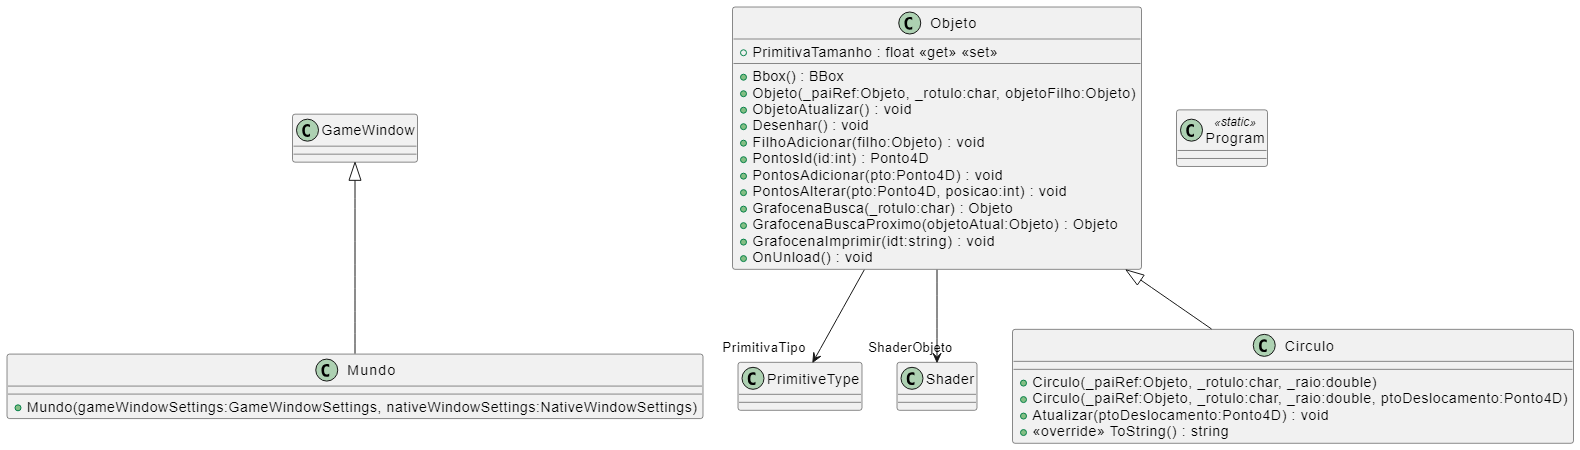 C Objeto
PrimitivaTamanho : float «get» «set»
Bbox() : BBox
Objeto(_paiRef:Objeto, _rotulo:char, objetoFilho:Objeto)
ObjetoAtualizar() : void
Desenhar() : void
FilhoAdicionar(filho:Objeto) : void
PontosId(id:int) : Ponto4D
PontosAdicionar(pto:Ponto4D) : void
PontosAlterar(pto:Ponto4D, posicao:int) : void
GrafocenaBusca(_rotulo:char) : Objeto
GrafocenaBuscaProximo(objetoAtual:Objeto) : Objeto
GrafocenaImprimir(idt:string) : void
OnUnload() : void
C GameWindow
«static»
C Program
PrimitivaTipo
ShaderObjeto
C Mundo
Mundo(gameWindowSettings:GameWindowSettings, nativeWindowSettings:NativeWindowSettings)
C PrimitiveType
C Shader
C Circulo
Circulo(_paiRef:Objeto, _rotulo:char, _raio:double)
Circulo(_paiRef:Objeto, _rotulo:char, _raio:double, ptoDeslocamento:Ponto4D)
Atualizar(ptoDeslocamento:Ponto4D) : void
«override» ToString() : string